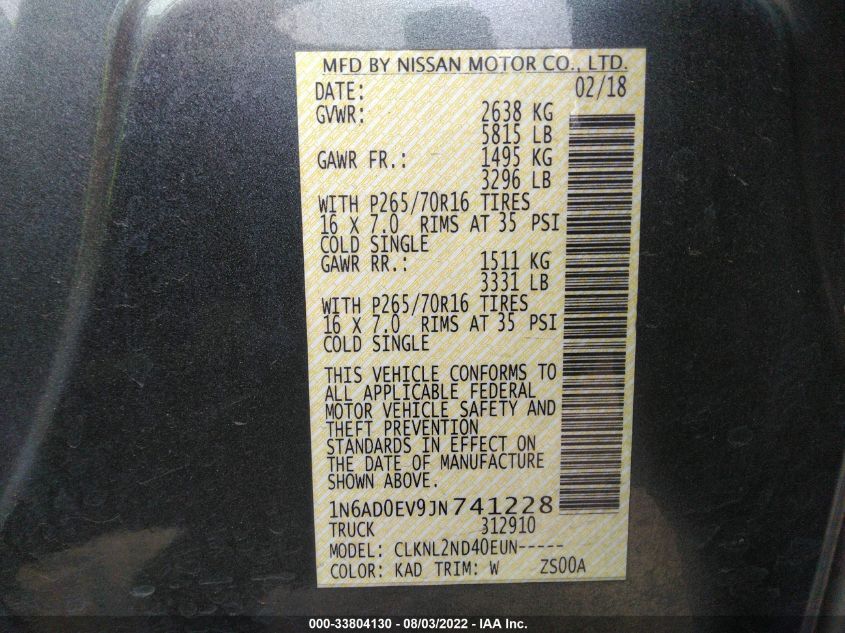 MFD BY NISSAN MOTOR CO., LTD.
DATE: 02/18
GVWR: 2638 KG
5815 LB
GAWR FR.: 1495 KG
3296 LB
WITH P265/70R16 TIRES
16 X 7.0 RIMS AT 35 PSI
COLD SINGLE
GAWR RR.: 1511 KG
3331 LB
WITH P265/70R16 TIRES
16 X 7.0 RIMS AT 35 PSI
COLD SINGLE
THIS VEHICLE CONFORMS TO
ALL APPLICABLE FEDERAL
MOTOR VEHICLE SAFETY AND
THEFT PREVENTION
STANDARDS IN EFFECT ON
THE DATE OF MANUFACTURE
SHOWN ABOVE.
1N6AD0EV9JN741228
TRUCK 312910
MODEL: CLKNL2ND40EUN-----
COLOR: KAD TRIM: W ZS00A
000-33804130 - 08/03/2022 - IAA Inc.